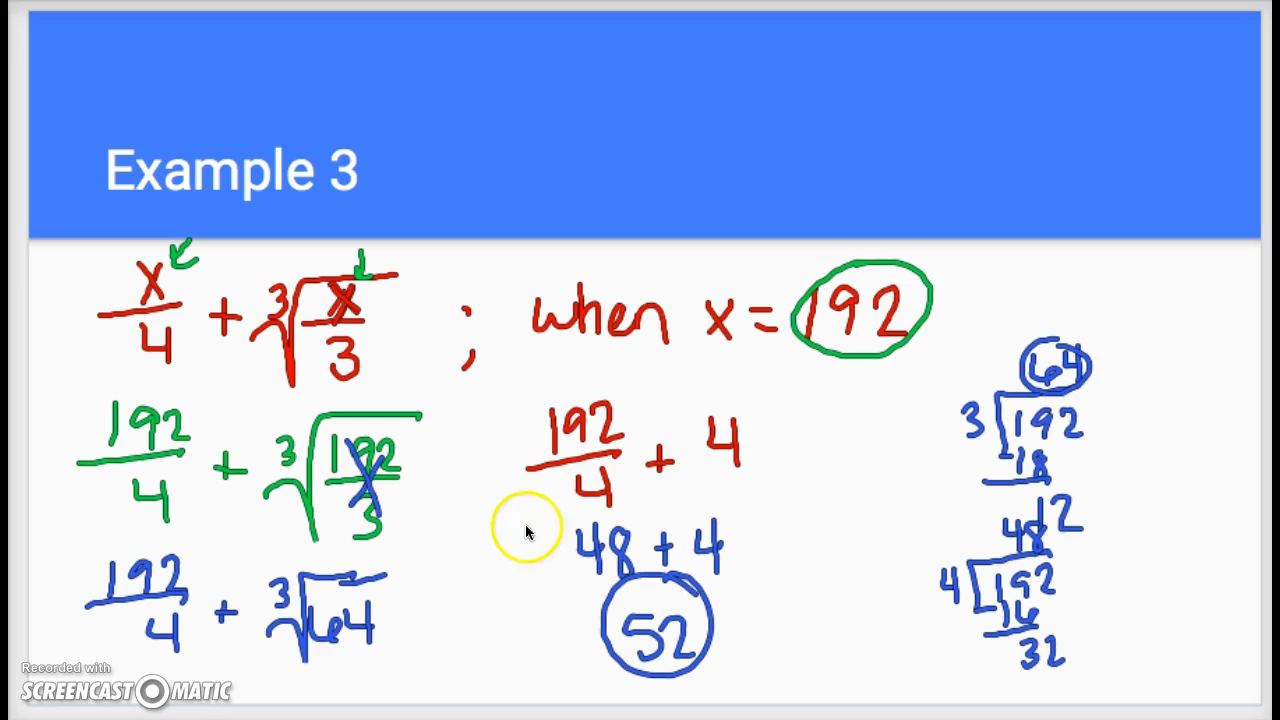 Example 3
x/4 + ∛(x/3) ; when x = 192
192/4 + ∛(192/3)
192/4 + ∛64
192/4 + 4
48 + 4
52
64
3 192
18
12
48
4 192
16
32
Recorded with
SCREENCAST MATIC